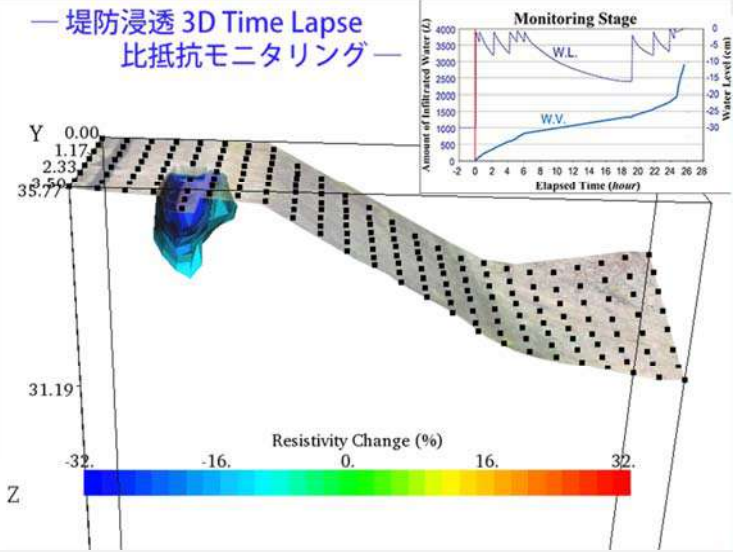 — 堤防浸透 3D Time Lapse
比抵抗モニタリング —
Monitoring Stage
Amount of Infiltrated Water (L)
4000
3500
3000
2500
2000
1500
1000
500
0
W.L.
W.V.
0
-5
-10
-15
-20
-25
-30
Water Level (cm)
-2 0 2 4 6 8 10 12 14 16 18 20 22 24 26 28
Elapsed Time (hour)
Y 0.00
1.17
2.33
3.50
35.77
31.19
Z
Resistivity Change (%)
-32. -16. 0. 16. 32.